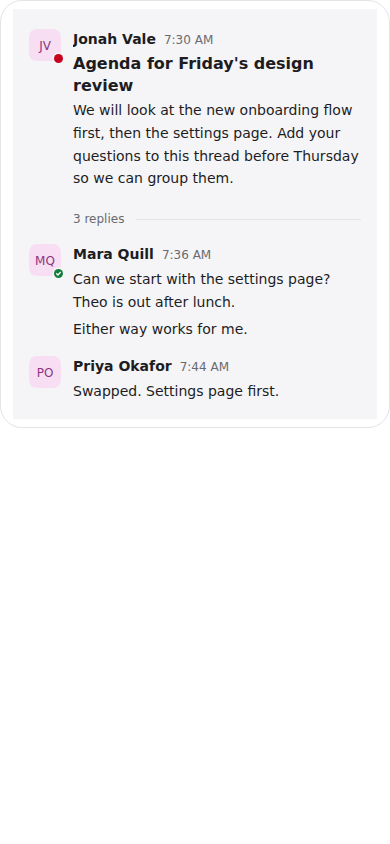 JV
Jonah Vale 7:30 AM
Agenda for Friday's design
review
We will look at the new onboarding flow
first, then the settings page. Add your
questions to this thread before Thursday
so we can group them.
3 replies
MQ
Mara Quill 7:36 AM
Can we start with the settings page?
Theo is out after lunch.
Either way works for me.
PO
Priya Okafor 7:44 AM
Swapped. Settings page first.